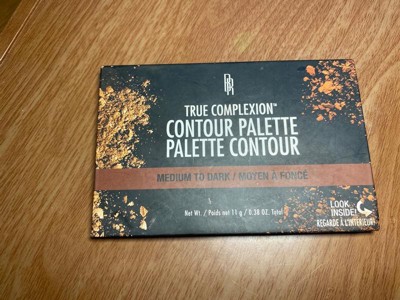 TRUE COMPLEXION™
CONTOUR PALETTE
PALETTE CONTOUR
MEDIUM TO DARK / MOYEN À FONCÉ
Net Wt. / Poids net 11 g / 0.38 OZ. Total
LOOK
INSIDE!
REGARDE À L'INTÉRIEUR!